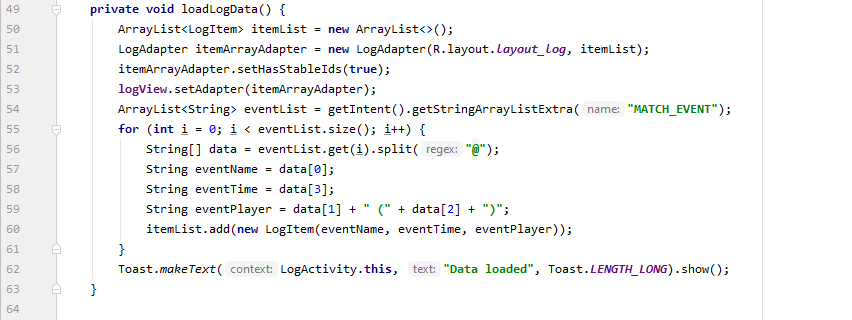 49 private void loadLogData() {
50 ArrayList<LogItem> itemList = new ArrayList<>();
51 LogAdapter itemArrayAdapter = new LogAdapter(R.layout.layout_log, itemList);
52 itemArrayAdapter.setHasStableIds(true);
53 logView.setAdapter(itemArrayAdapter);
54 ArrayList<String> eventList = getIntent().getStringArrayListExtra( name: "MATCH_EVENT");
55 for (int i = 0; i < eventList.size(); i++) {
56 String[] data = eventList.get(i).split( regex: "@");
57 String eventName = data[0];
58 String eventTime = data[3];
59 String eventPlayer = data[1] + " (" + data[2] + ")";
60 itemList.add(new LogItem(eventName, eventTime, eventPlayer));
61 }
62 Toast.makeText( context: LogActivity.this, text: "Data loaded", Toast.LENGTH_LONG).show();
63 }
64